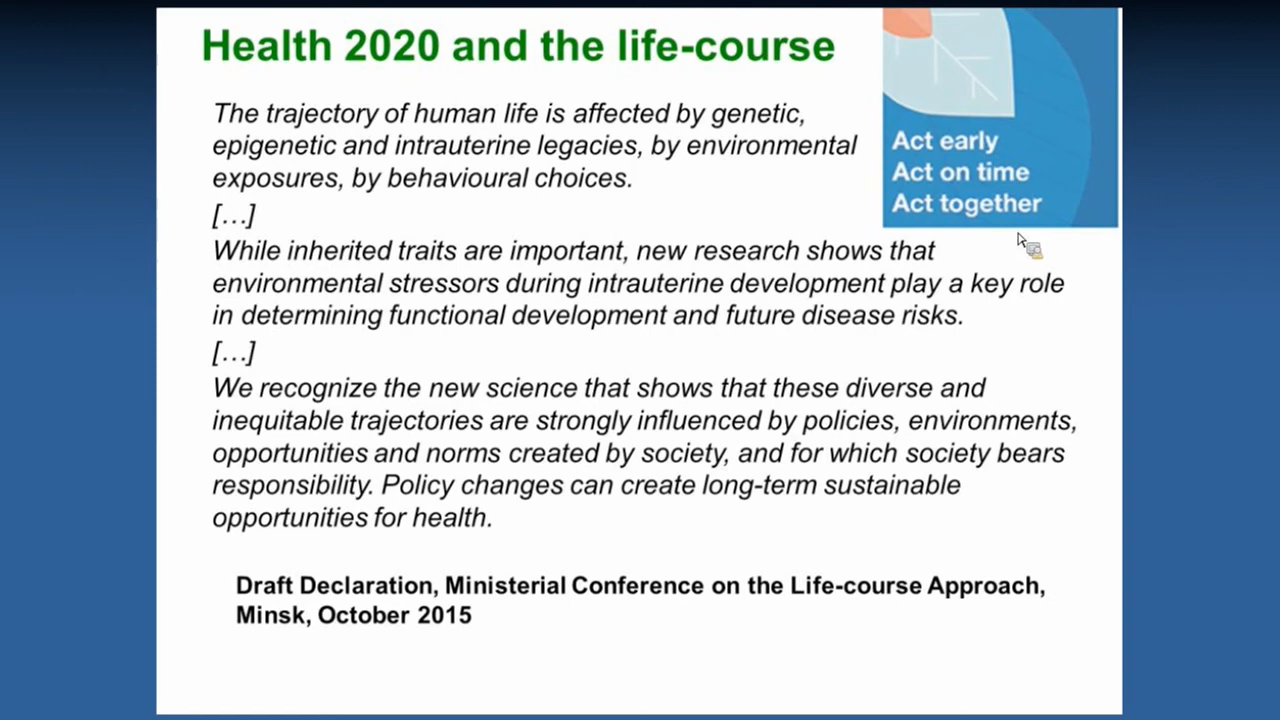 Health 2020 and the life-course
The trajectory of human life is affected by genetic,
epigenetic and intrauterine legacies, by environmental
exposures, by behavioural choices.
[…]
While inherited traits are important, new research shows that
environmental stressors during intrauterine development play a key role
in determining functional development and future disease risks.
[…]
We recognize the new science that shows that these diverse and
inequitable trajectories are strongly influenced by policies, environments,
opportunities and norms created by society, and for which society bears
responsibility. Policy changes can create long-term sustainable
opportunities for health.
Draft Declaration, Ministerial Conference on the Life-course Approach,
Minsk, October 2015
Act early
Act on time
Act together